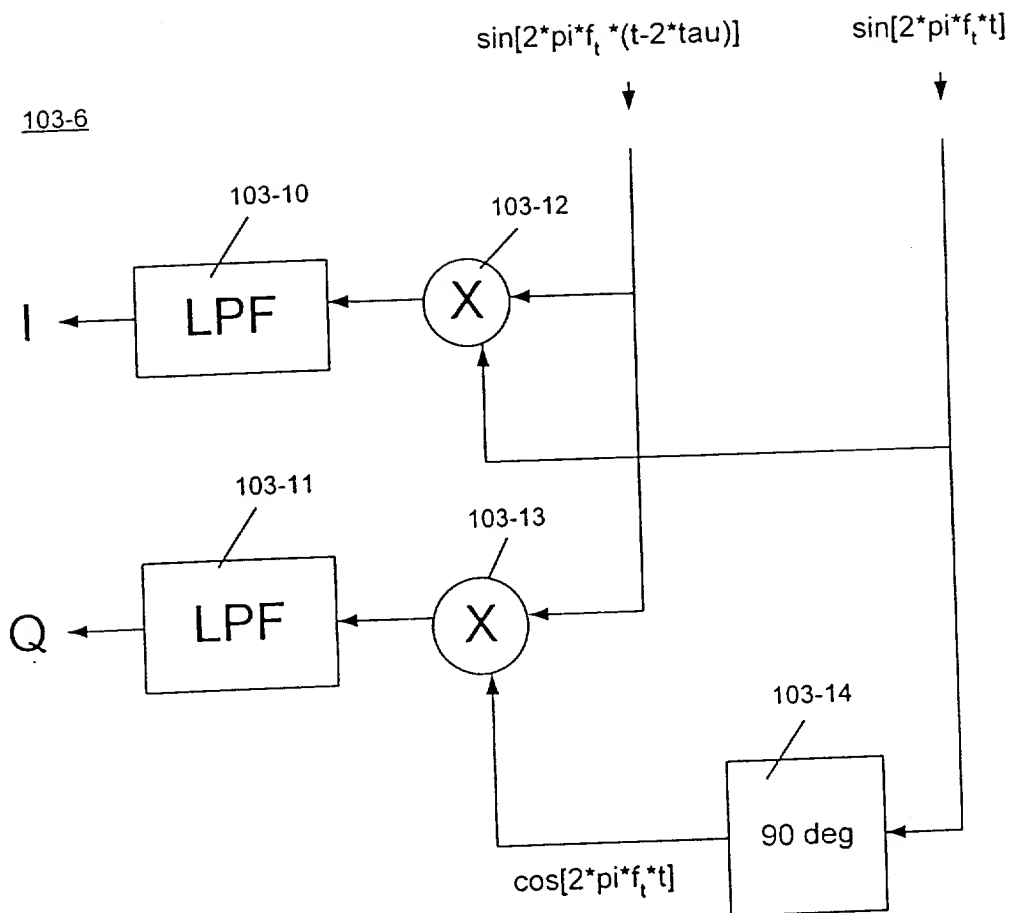 sin[2*pi*f_t *(t-2*tau)]
sin[2*pi*f_t*t]
103-6
103-10
103-12
I
LPF
X
103-11
103-13
Q
LPF
X
103-14
90 deg
cos[2*pi*f_t*t]